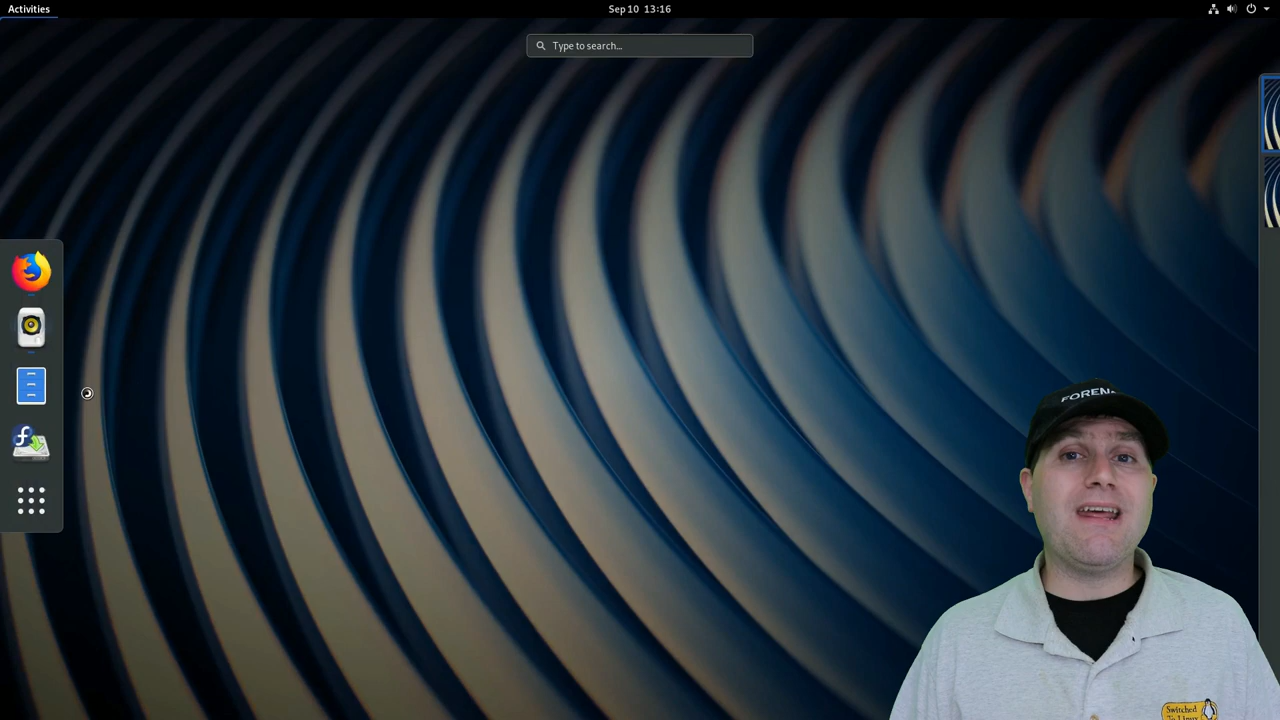 Activities
Sep 10 13:16
Type to search...
FOREN
Switched
To Linux